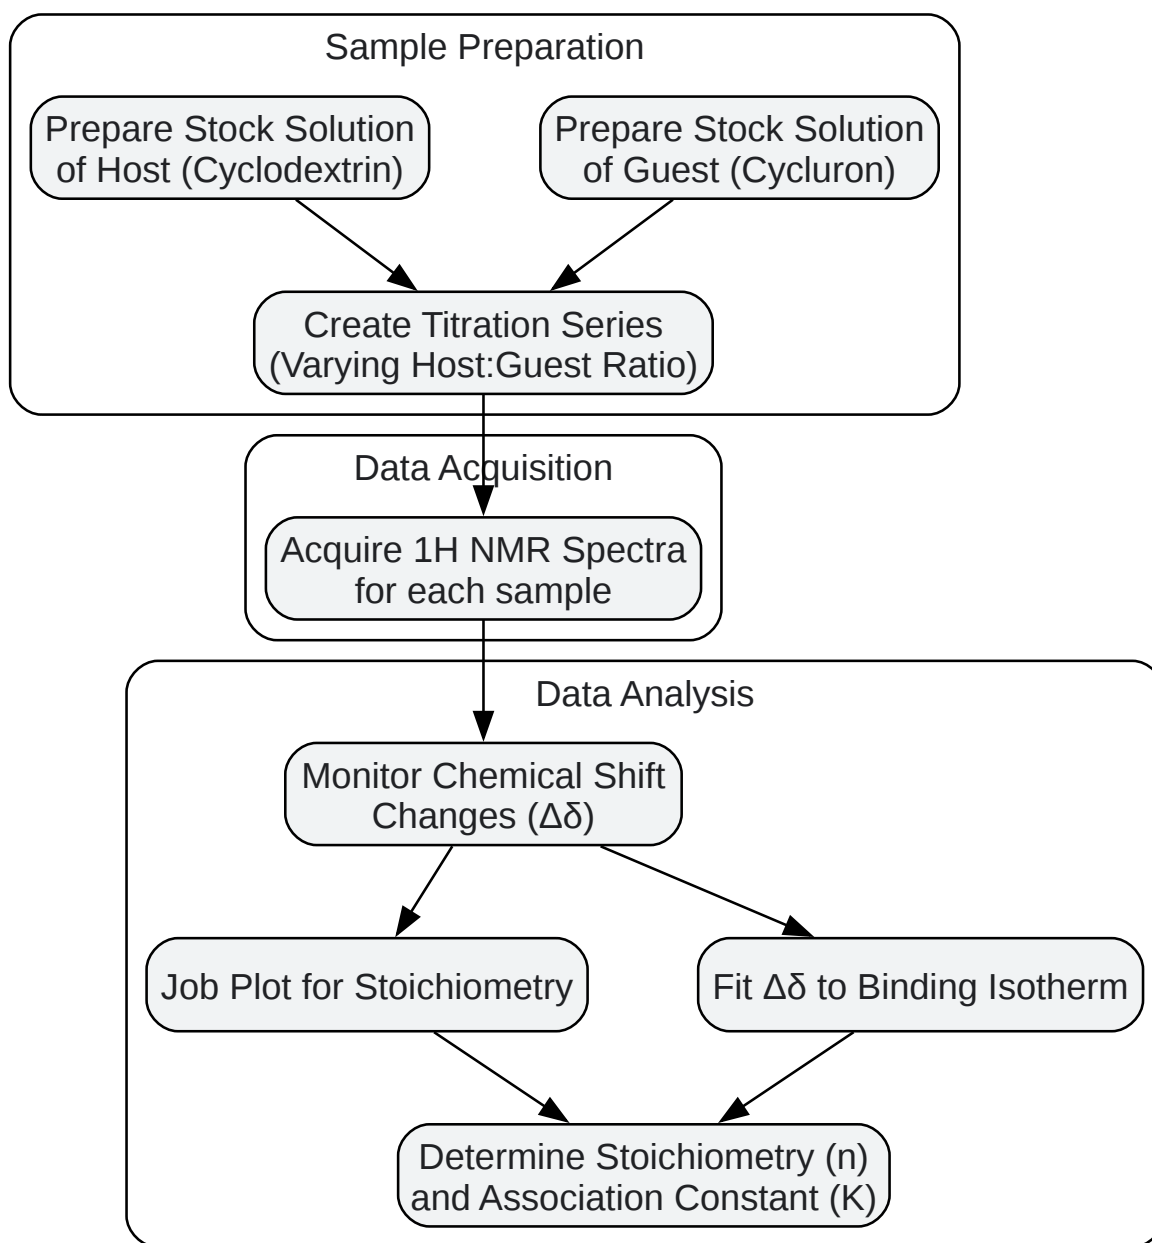 Sample Preparation
Prepare Stock Solution
of Host (Cyclodextrin)
Prepare Stock Solution
of Guest (Cycluron)
Create Titration Series
(Varying Host:Guest Ratio)
Data Acquisition
Acquire 1H NMR Spectra
for each sample
Data Analysis
Monitor Chemical Shift
Changes (Δδ)
Job Plot for Stoichiometry
Fit Δδ to Binding Isotherm
Determine Stoichiometry (n)
and Association Constant (K)